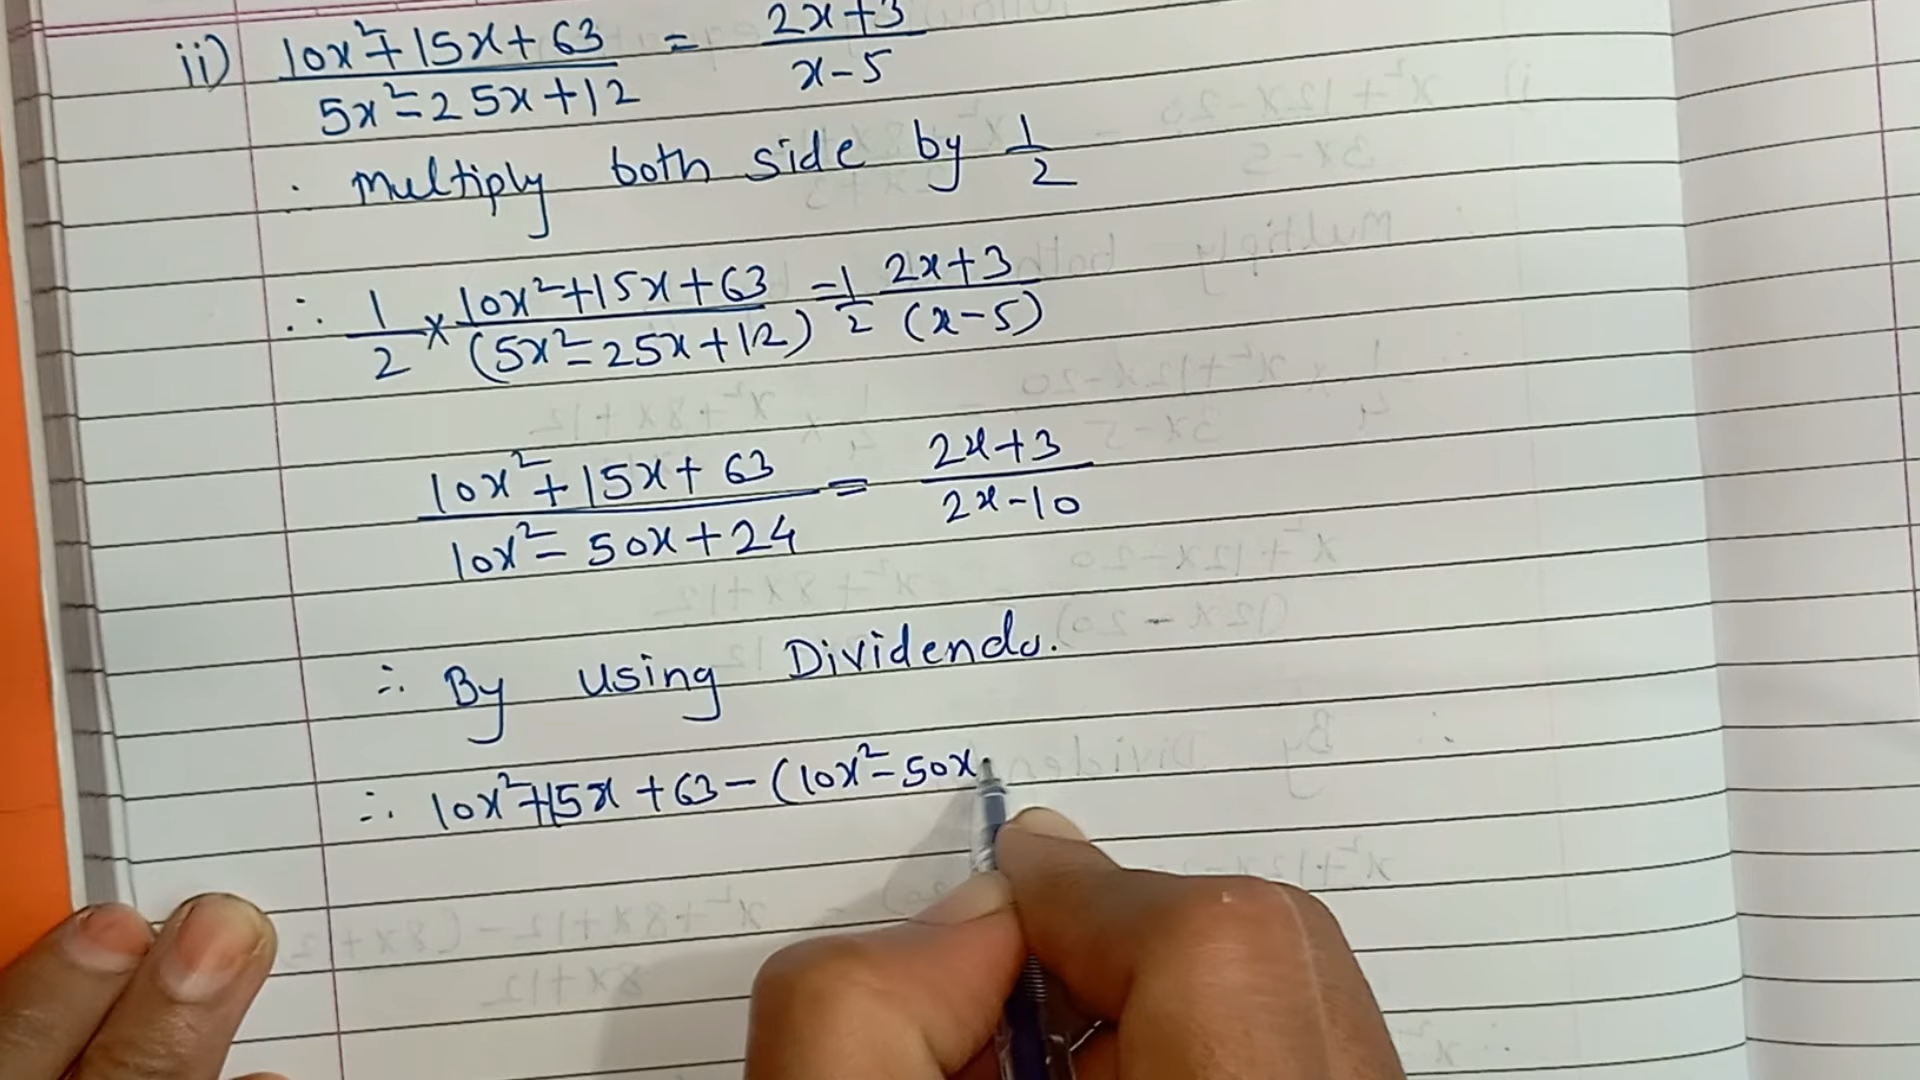 ii) 10x²+15x+63 / 5x²-25x+12 = 2x+3 / x-5
∴ multiply both side by 1/2
∴ 1/2 × 10x²+15x+63 / (5x²-25x+12) = 1/2 2x+3 / (x-5)
10x²+15x+63 / 10x²-50x+24 = 2x+3 / 2x-10
∴ By using Dividendo.
∴ 10x²+15x+63-(10x²-50x